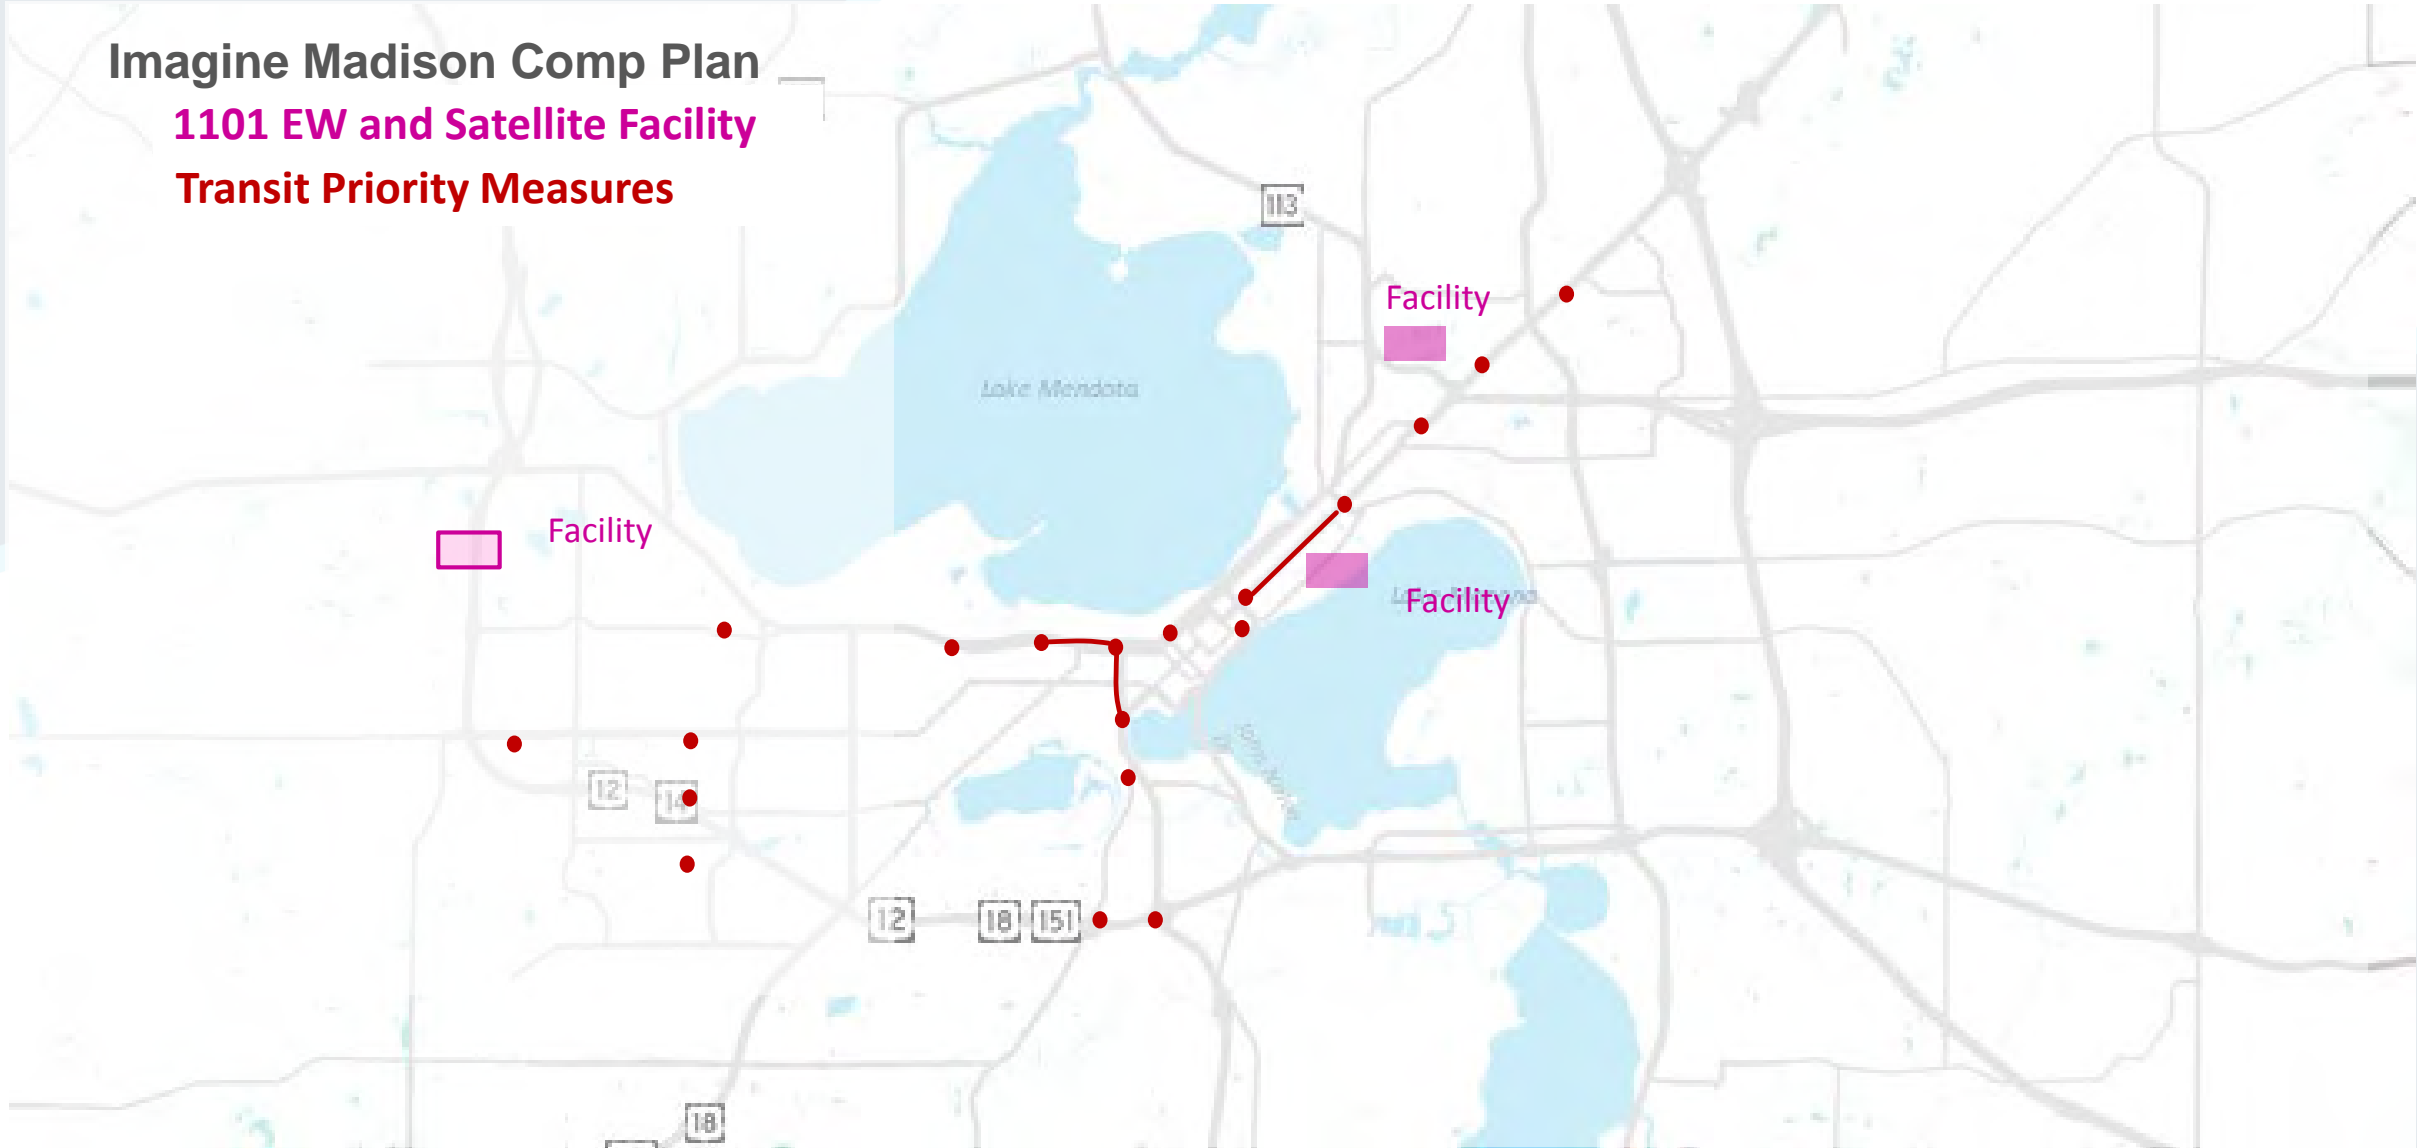 Imagine Madison Comp Plan
1101 EW and Satellite Facility
Transit Priority Measures
113
Facility
Lake Mendota
Facility
Facility
12
14
12
18
151
18